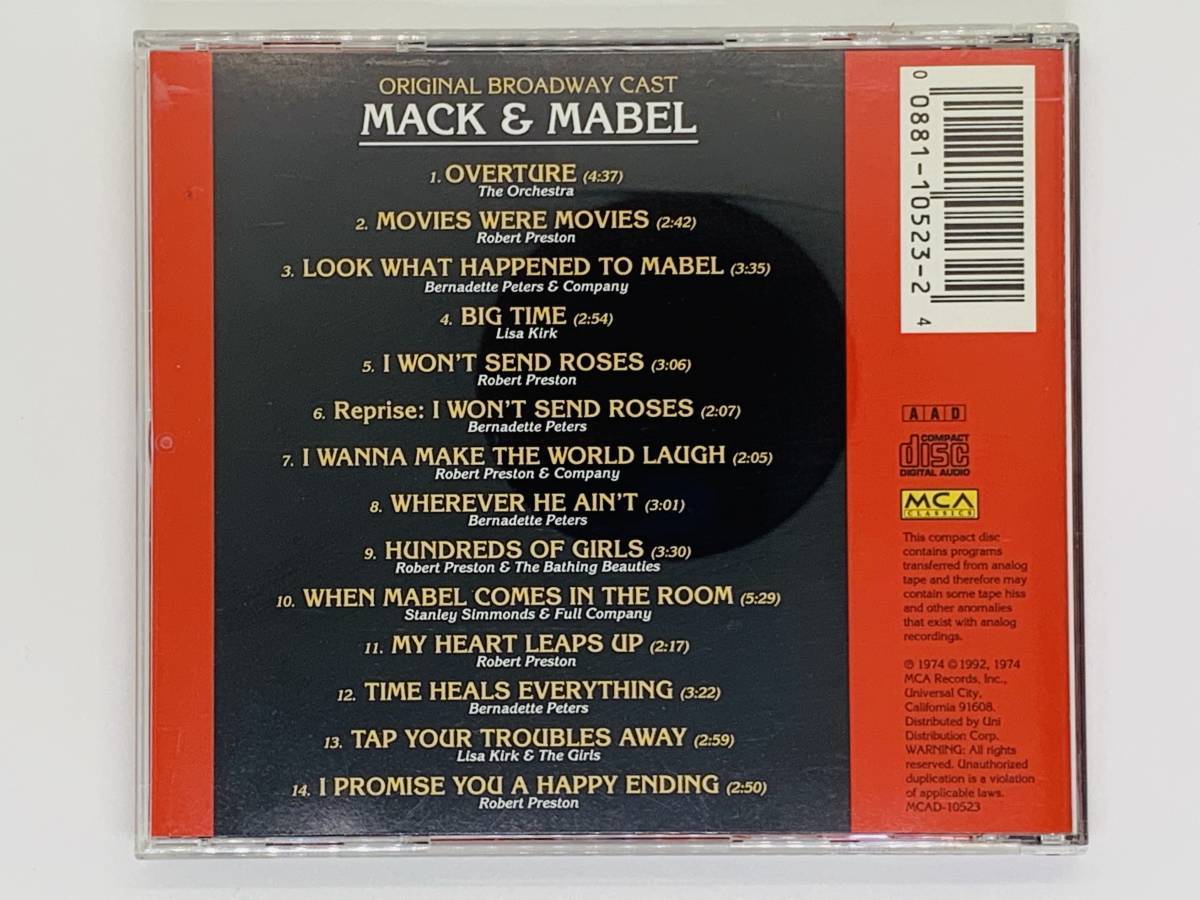 ORIGINAL BROADWAY CAST
MACK & MABEL
1. OVERTURE (4:37)
The Orchestra
2. MOVIES WERE MOVIES (2:42)
Robert Preston
3. LOOK WHAT HAPPENED TO MABEL (3:35)
Bernadette Peters & Company
4. BIG TIME (2:54)
Lisa Kirk
5. I WON'T SEND ROSES (3:06)
Robert Preston
6. Reprise: I WON'T SEND ROSES (2:07)
Bernadette Peters
7. I WANNA MAKE THE WORLD LAUGH (2:05)
Robert Preston & Company
8. WHEREVER HE AIN'T (3:01)
Bernadette Peters
9. HUNDREDS OF GIRLS (3:30)
Robert Preston & The Bathing Beauties
10. WHEN MABEL COMES IN THE ROOM (5:29)
Stanley Simmonds & Full Company
11. MY HEART LEAPS UP (2:17)
Robert Preston
12. TIME HEALS EVERYTHING (3:22)
Bernadette Peters
13. TAP YOUR TROUBLES AWAY (2:59)
Lisa Kirk & The Girls
14. I PROMISE YOU A HAPPY ENDING (2:50)
Robert Preston
0 0881-10523-2 4
AAD
COMPACT
disc
DIGITAL AUDIO
MCA
CLASSICS
This compact disc
contains programs
transferred from analog
tape and therefore may
contain some tape hiss
and other anomalies
that exist with analog
recordings.
℗ 1974 © 1992, 1974
MCA Records, Inc.,
Universal City,
California 91608.
Distributed by Uni
Distribution Corp.
WARNING: All rights
reserved. Unauthorized
duplication is a violation
of applicable laws.
MCAD-10523